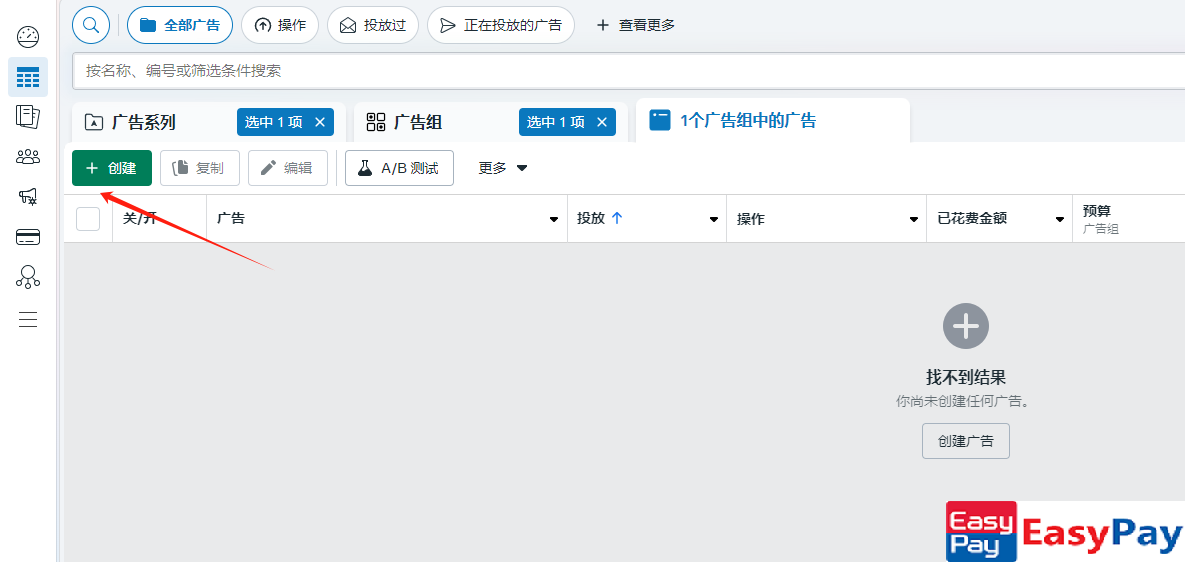 全部广告 操作 投放过 正在投放的广告 + 查看更多
按名称、编号或筛选条件搜索
广告系列 选中 1 项 × 广告组 选中 1 项 × 1个广告组中的广告
+ 创建 复制 编辑 A/B 测试 更多
关/开 广告 投放 ↑ 操作 已花费金额 预算
广告组
找不到结果
你尚未创建任何广告。
创建广告
Easy
Pay
EasyPay